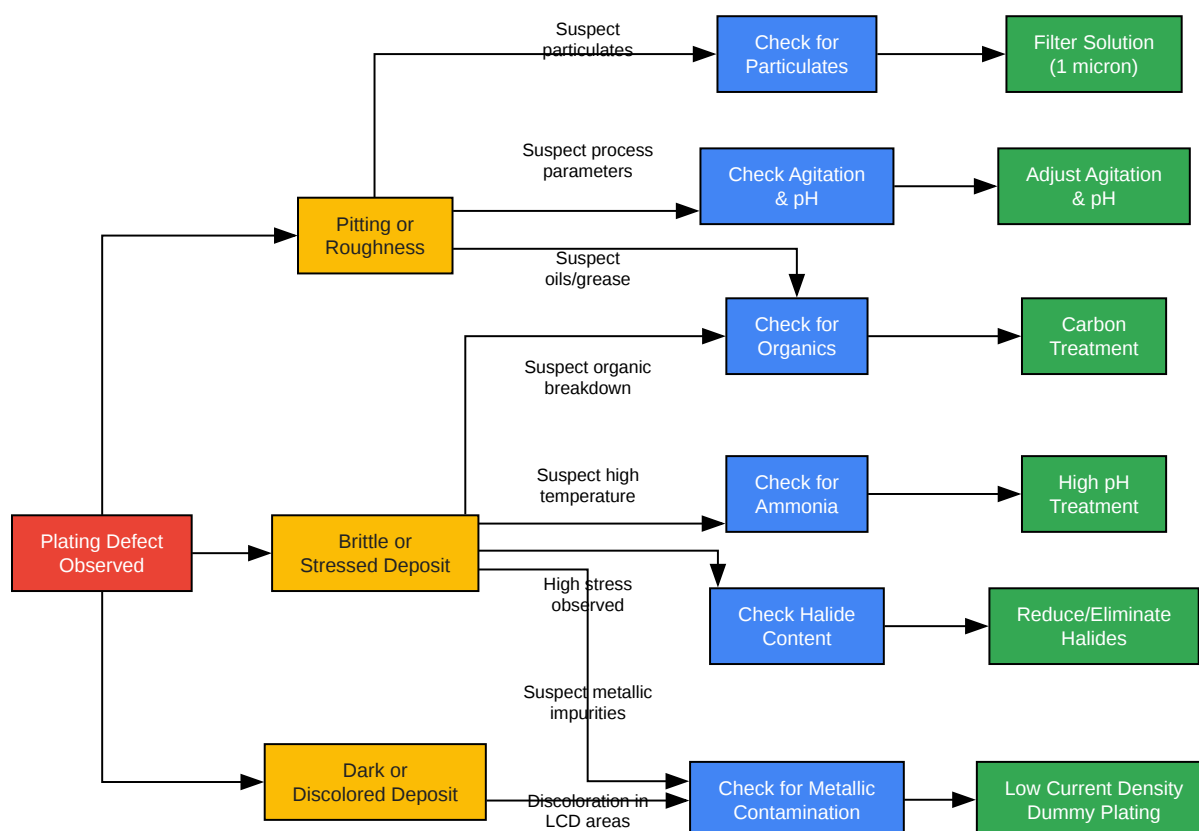 Suspect
particulates
Check for
Particulates
Filter Solution
(1 micron)
Suspect process
parameters
Check Agitation
& pH
Adjust Agitation
& pH
Pitting or
Roughness
Suspect
oils/grease
Check for
Organics
Carbon
Treatment
Suspect organic
breakdown
Suspect high
temperature
Check for
Ammonia
High pH
Treatment
Plating Defect
Observed
Brittle or
Stressed Deposit
High stress
observed
Check Halide
Content
Reduce/Eliminate
Halides
Suspect metallic
impurities
Dark or
Discolored Deposit
Discoloration in
LCD areas
Check for Metallic
Contamination
Low Current Density
Dummy Plating